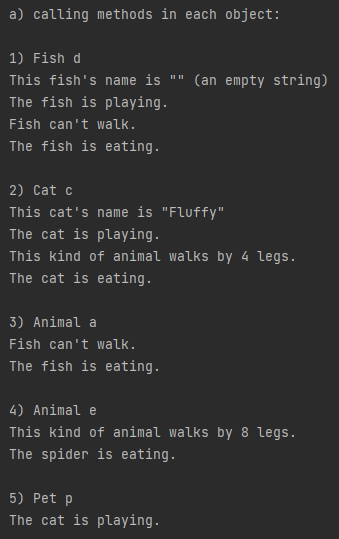 a) calling methods in each object:
1) Fish d
This fish's name is "" (an empty string)
The fish is playing.
Fish can't walk.
The fish is eating.
2) Cat c
This cat's name is "Fluffy"
The cat is playing.
This kind of animal walks by 4 legs.
The cat is eating.
3) Animal a
Fish can't walk.
The fish is eating.
4) Animal e
This kind of animal walks by 8 legs.
The spider is eating.
5) Pet p
The cat is playing.